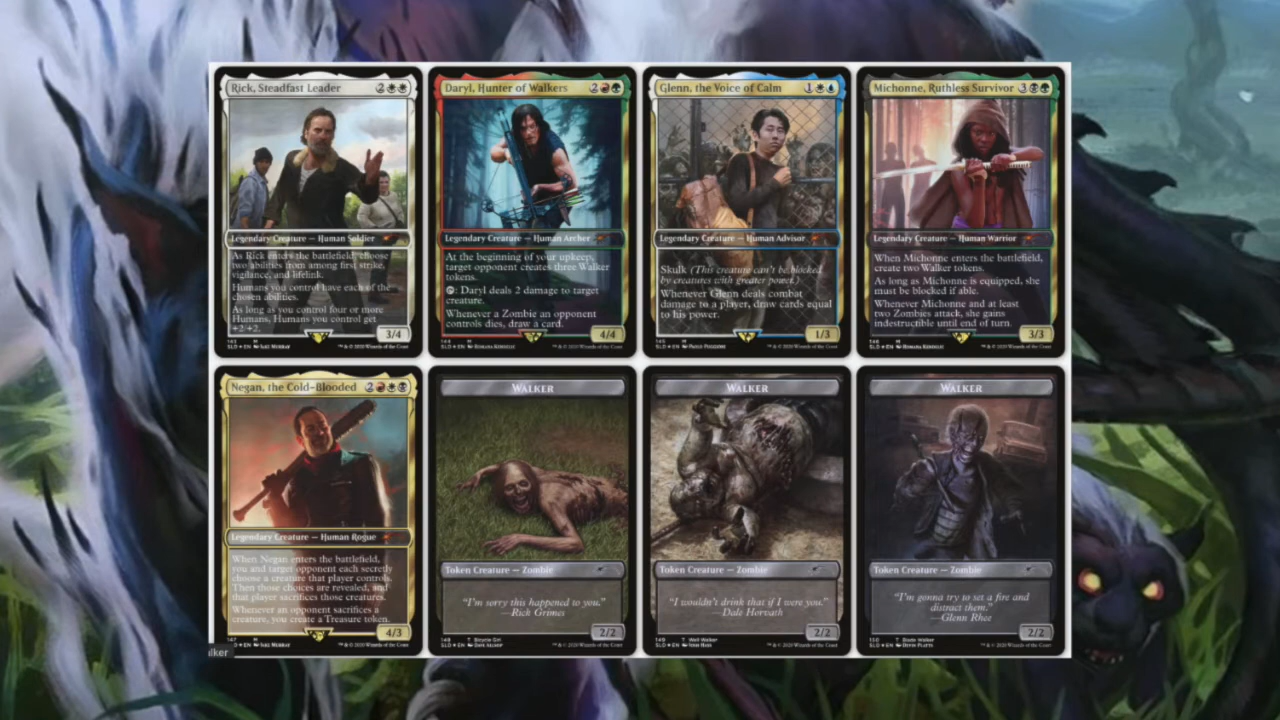 Rick, Steadfast Leader 2
Legendary Creature — Human Soldier
As Rick enters the battlefield, choose
two abilities from among first strike,
vigilance, and lifelink.
Humans you control have each of the
chosen abilities.
As long as you control four or more
Humans, Humans you control get
+2/+2.
3/4
Daryl, Hunter of Walkers 2
Legendary Creature — Human Archer
At the beginning of your upkeep,
target opponent creates three Walker
tokens.
: Daryl deals 2 damage to target
creature.
Whenever a Zombie an opponent
controls dies, draw a card.
4/4
Glenn, the Voice of Calm 1
Legendary Creature — Human Advisor
Skulk (This creature can't be blocked
by creatures with greater power.)
Whenever Glenn deals combat
damage to a player, draw cards equal
to his power.
1/3
Michonne, Ruthless Survivor 3
Legendary Creature — Human Warrior
When Michonne enters the battlefield,
create two Walker tokens.
As long as Michonne is equipped, she
must be blocked if able.
Whenever Michonne and at least
two Zombies attack, she gains
indestructible until end of turn.
3/3
Negan, the Cold-Blooded 2
Legendary Creature — Human Rogue
When Negan enters the battlefield,
you and target opponent each secretly
choose a creature that player controls.
Then those choices are revealed, and
that player sacrifices those creatures.
Whenever an opponent sacrifices a
creature, you create a Treasure token.
4/3
WALKER
Token Creature — Zombie
"I'm sorry this happened to you."
—Rick Grimes
2/2
WALKER
Token Creature — Zombie
"I wouldn't drink that if I were you."
—Dale Horvath
2/2
WALKER
Token Creature — Zombie
"I'm gonna try to set a fire and
distract them."
—Glenn Rhee
2/2
lker